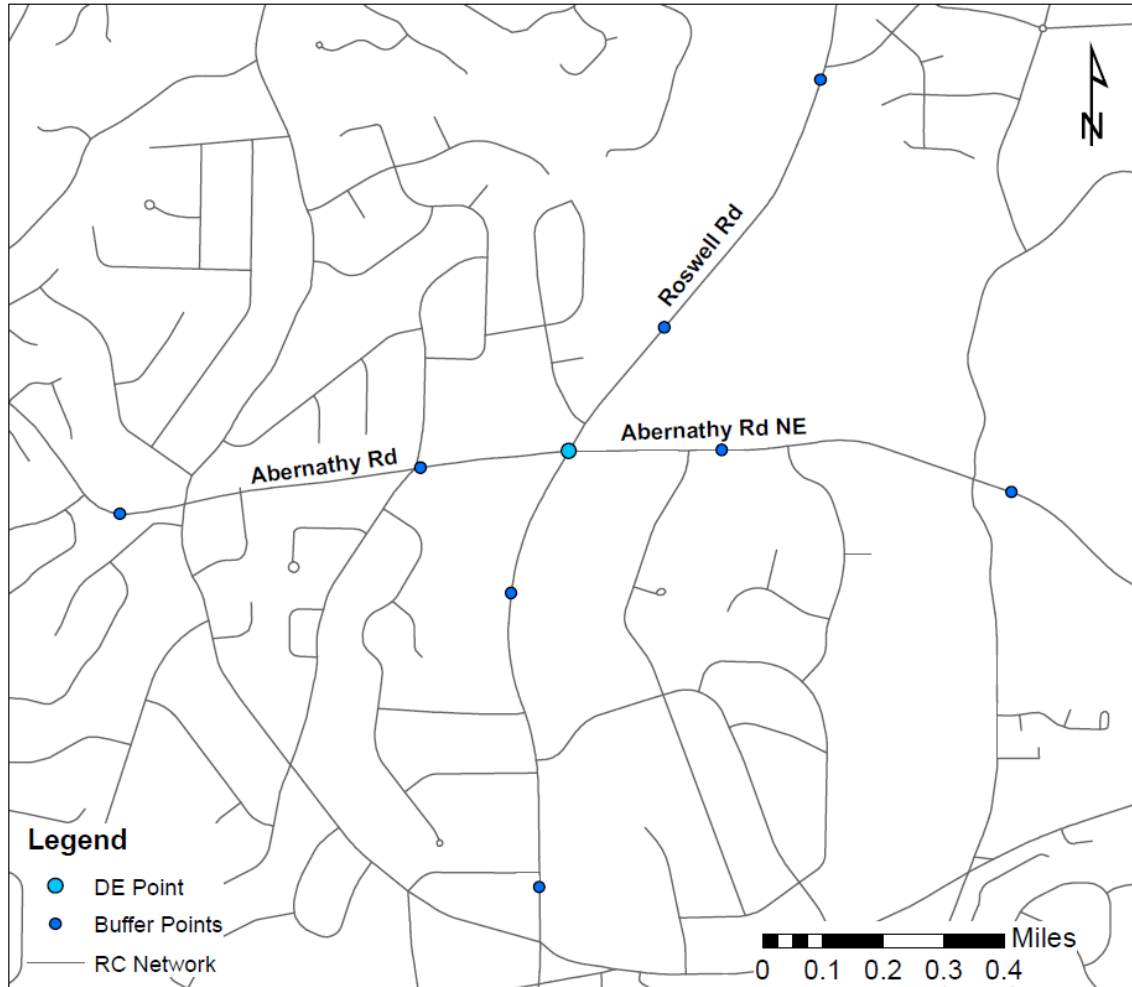 N
Roswell Rd
Abernathy Rd NE
Abernathy Rd
Legend
DE Point
Buffer Points
RC Network
Miles
0 0.1 0.2 0.3 0.4